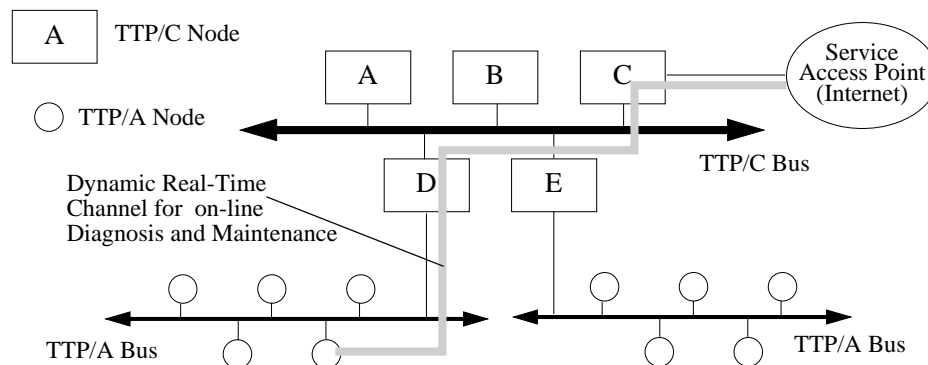 A
TTP/C Node
TTP/A Node
A
B
C
Service
Access Point
(Internet)
TTP/C Bus
D
E
Dynamic Real-Time
Channel for on-line
Diagnosis and Maintenance
TTP/A Bus
TTP/A Bus